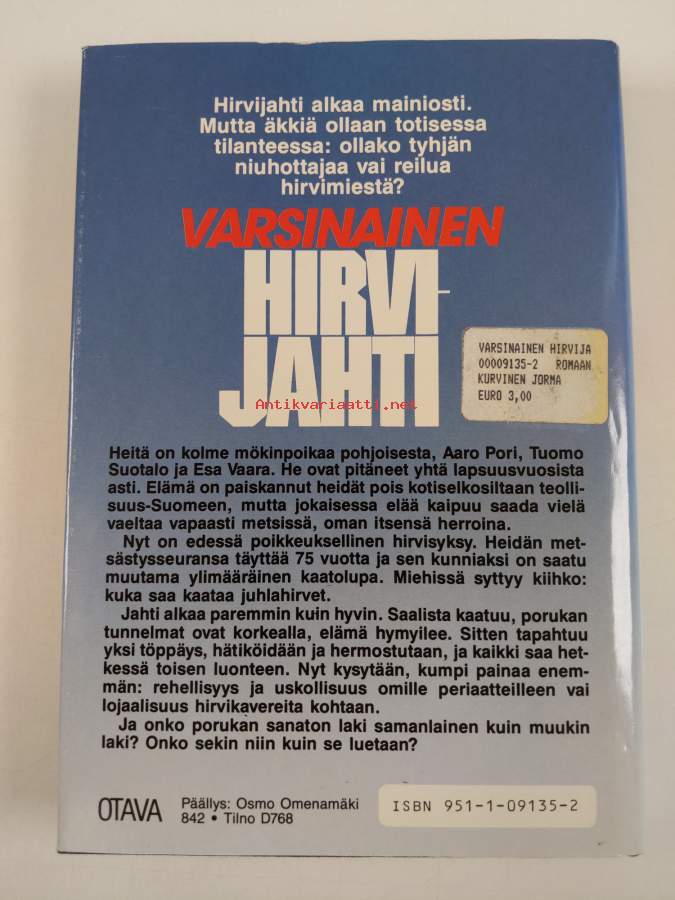 Hirvijahti alkaa mainiosti.
Mutta äkkiä ollaan totisessa
tilanteessa: ollako tyhjän
niuhottajaa vai reilua
hirvimiestä?
VARSINAINEN
HIRVI-
JAHTI
VARSINAINEN HIRVIJA
00009135-2 ROMAAN
KURVINEN JORMA
EURO 3,00
Antikvariaatti.net
Heitä on kolme mökinpoikaa pohjoisesta, Aaro Pori, Tuomo
Suotalo ja Esa Vaara. He ovat pitäneet yhtä lapsuusvuosista
asti. Elämä on paiskannut heidät pois kotiselkosiltaan teolli-
suus-Suomeen, mutta jokaisessa elää kaipuu saada vielä
vaeltaa vapaasti metsissä, oman itsensä herroina.
Nyt on edessä poikkeuksellinen hirvisyksy. Heidän met-
sästysseuransa täyttää 75 vuotta ja sen kunniaksi on saatu
muutama ylimääräinen kaatolupa. Miehissä syttyy kiihko:
kuka saa kaataa juhlahirvet.
Jahti alkaa paremmin kuin hyvin. Saalista kaatuu, porukan
tunnelmat ovat korkealla, elämä hymyilee. Sitten tapahtuu
yksi töppäys, hätiköidään ja hermostutaan, ja kaikki saa het-
kessä toisen luonteen. Nyt kysytään, kumpi painaa enem-
män: rehellisyys ja uskollisuus omille periaatteilleen vai
lojaalisuus hirvikavereita kohtaan.
Ja onko porukan sanaton laki samanlainen kuin muukin
laki? Onko sekin niin kuin se luetaan?
OTAVA
Päällys: Osmo Omenamäki
842 • Tilno D768
ISBN 951-1-09135-2